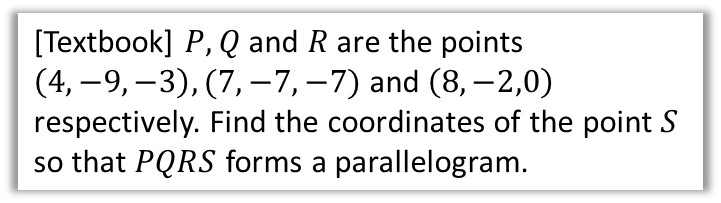 [Textbook] P, Q and R are the points
(4, −9, −3), (7, −7, −7) and (8, −2,0)
respectively. Find the coordinates of the point S
so that PQRS forms a parallelogram.